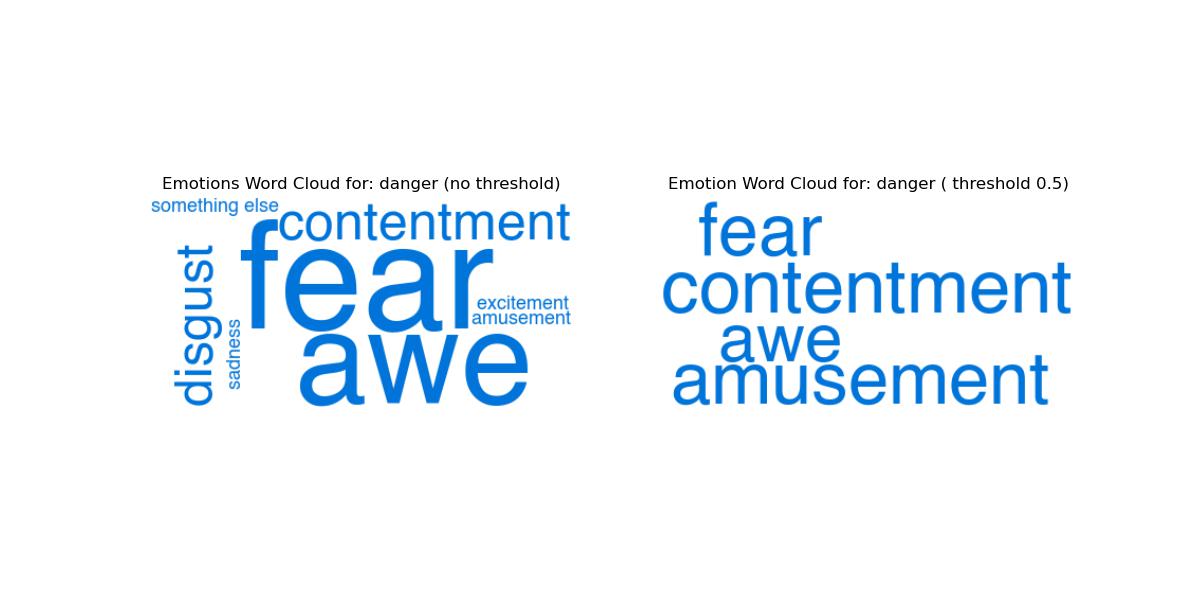 Emotions Word Cloud for: danger (no threshold)
something else
contentment
fear
disgust
sadness
excitement
amusement
awe
Emotion Word Cloud for: danger ( threshold 0.5)
fear
contentment
awe
amusement